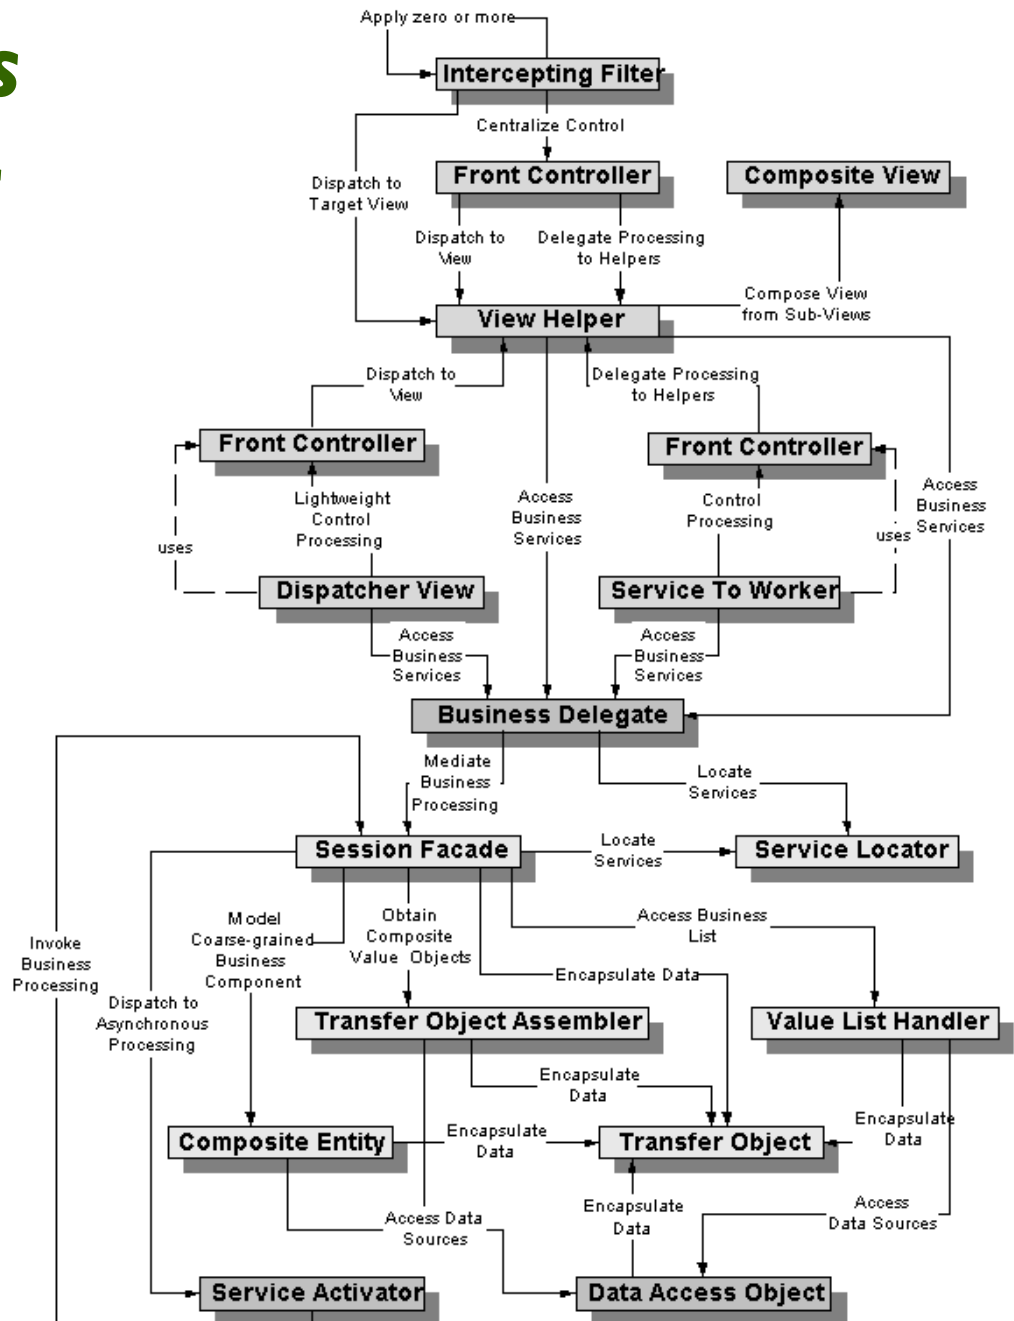 s
Apply zero or more
Intercepting Filter
Centralize Control
Dispatch to
Target View
Front Controller
Composite View
Dispatch to
View
Delegate Processing
to Helpers
Compose View
from Sub-Views
View Helper
Dispatch to
View
Delegate Processing
to Helpers
Front Controller
Front Controller
Lightweight
Control
Processing
Access
Business
Services
Control
Processing
Access
Business
Services
uses
uses
Dispatcher View
Service To Worker
Access
Business
Services
Access
Business
Services
Business Delegate
Mediate
Business
Processing
Locate
Services
Session Facade
Locate
Services
Service Locator
Model
Coarse-grained
Business
Component
Obtain
Composite
Value Objects
Access Business
List
Invoke
Business
Processing
Encapsulate Data
Dispatch to
Asynchronous
Processing
Transfer Object Assembler
Value List Handler
Encapsulate
Data
Composite Entity
Encapsulate
Data
Transfer Object
Encapsulate
Data
Access Data
Sources
Encapsulate
Data
Access
Data Sources
Service Activator
Data Access Object